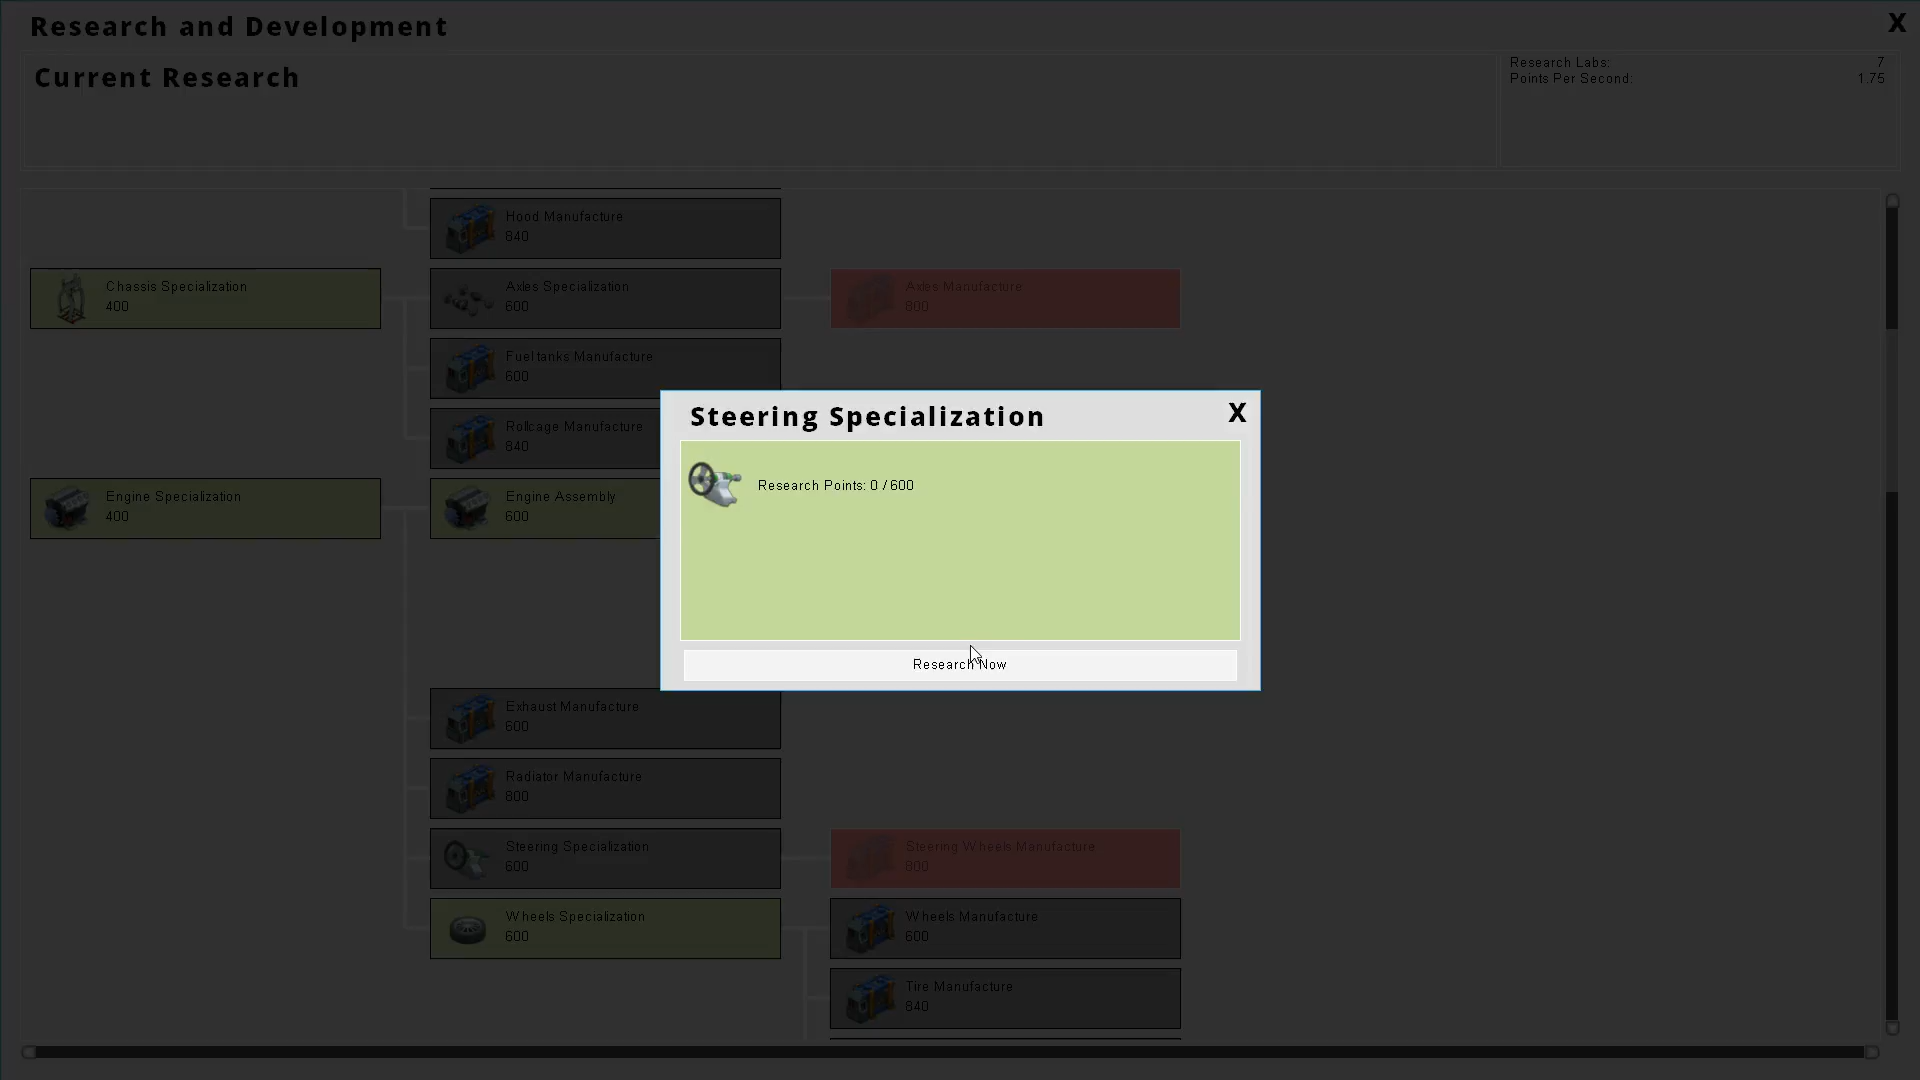 Research and Development
X
Current Research
Research Labs: 7
Points Per Second: 1.75
Hood Manufacture
840
Chassis Specialization
400
Axles Specialization
600
Axles Manufacture
800
Fuel tanks Manufacture
600
Rollcage Manufacture
840
Steering Specialization
X
Research Points: 0 / 600
Research Now
Engine Specialization
400
Engine Assembly
600
Exhaust Manufacture
600
Radiator Manufacture
800
Steering Specialization
600
Steering Wheels Manufacture
800
Wheels Specialization
600
Wheels Manufacture
600
Tire Manufacture
840